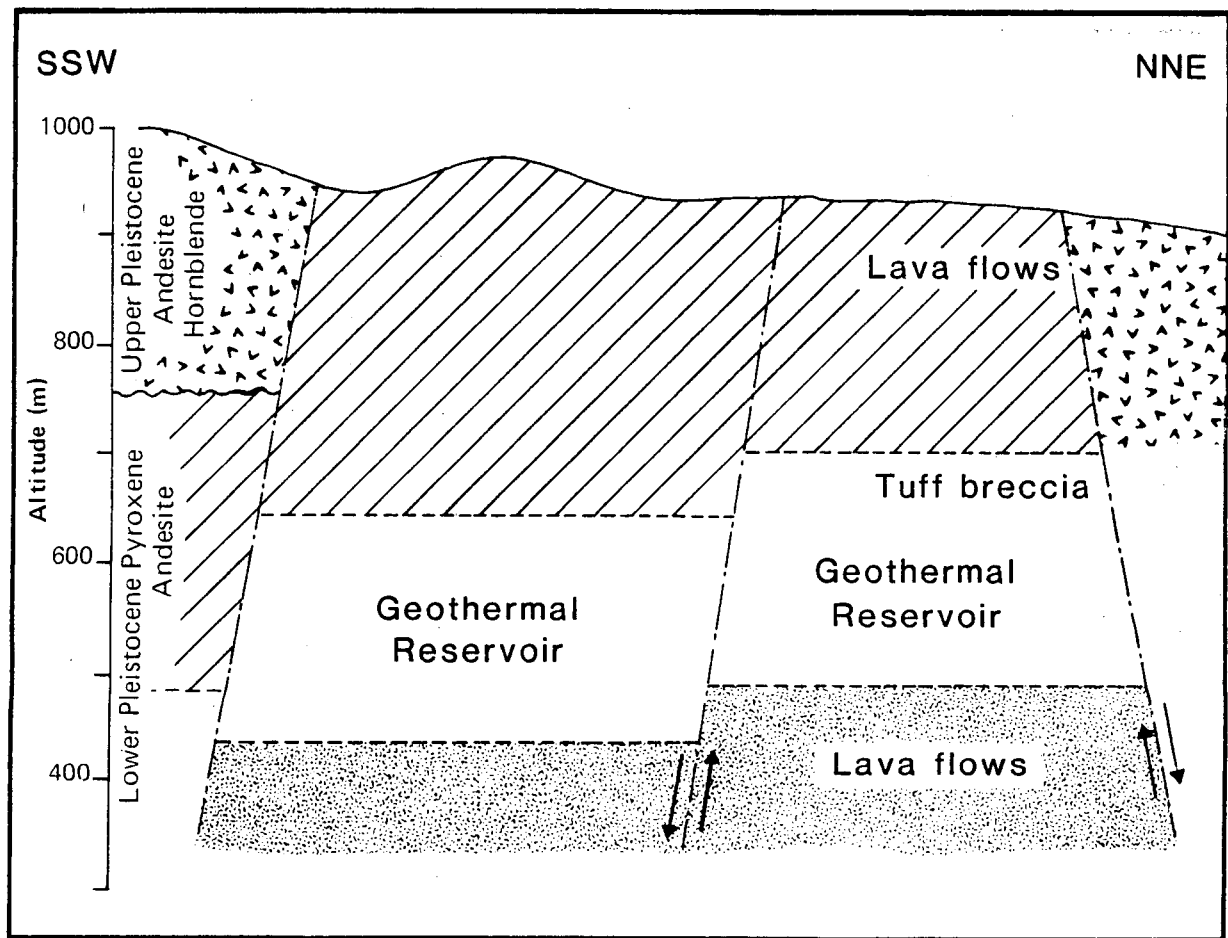 SSW
NNE
1000
800
600
400
Altitude (m)
Upper Pleistocene
Andesite
Hornblende
Lower Pleistocene Pyroxene
Andesite
Lava flows
Tuff breccia
Geothermal
Reservoir
Geothermal
Reservoir
Lava flows